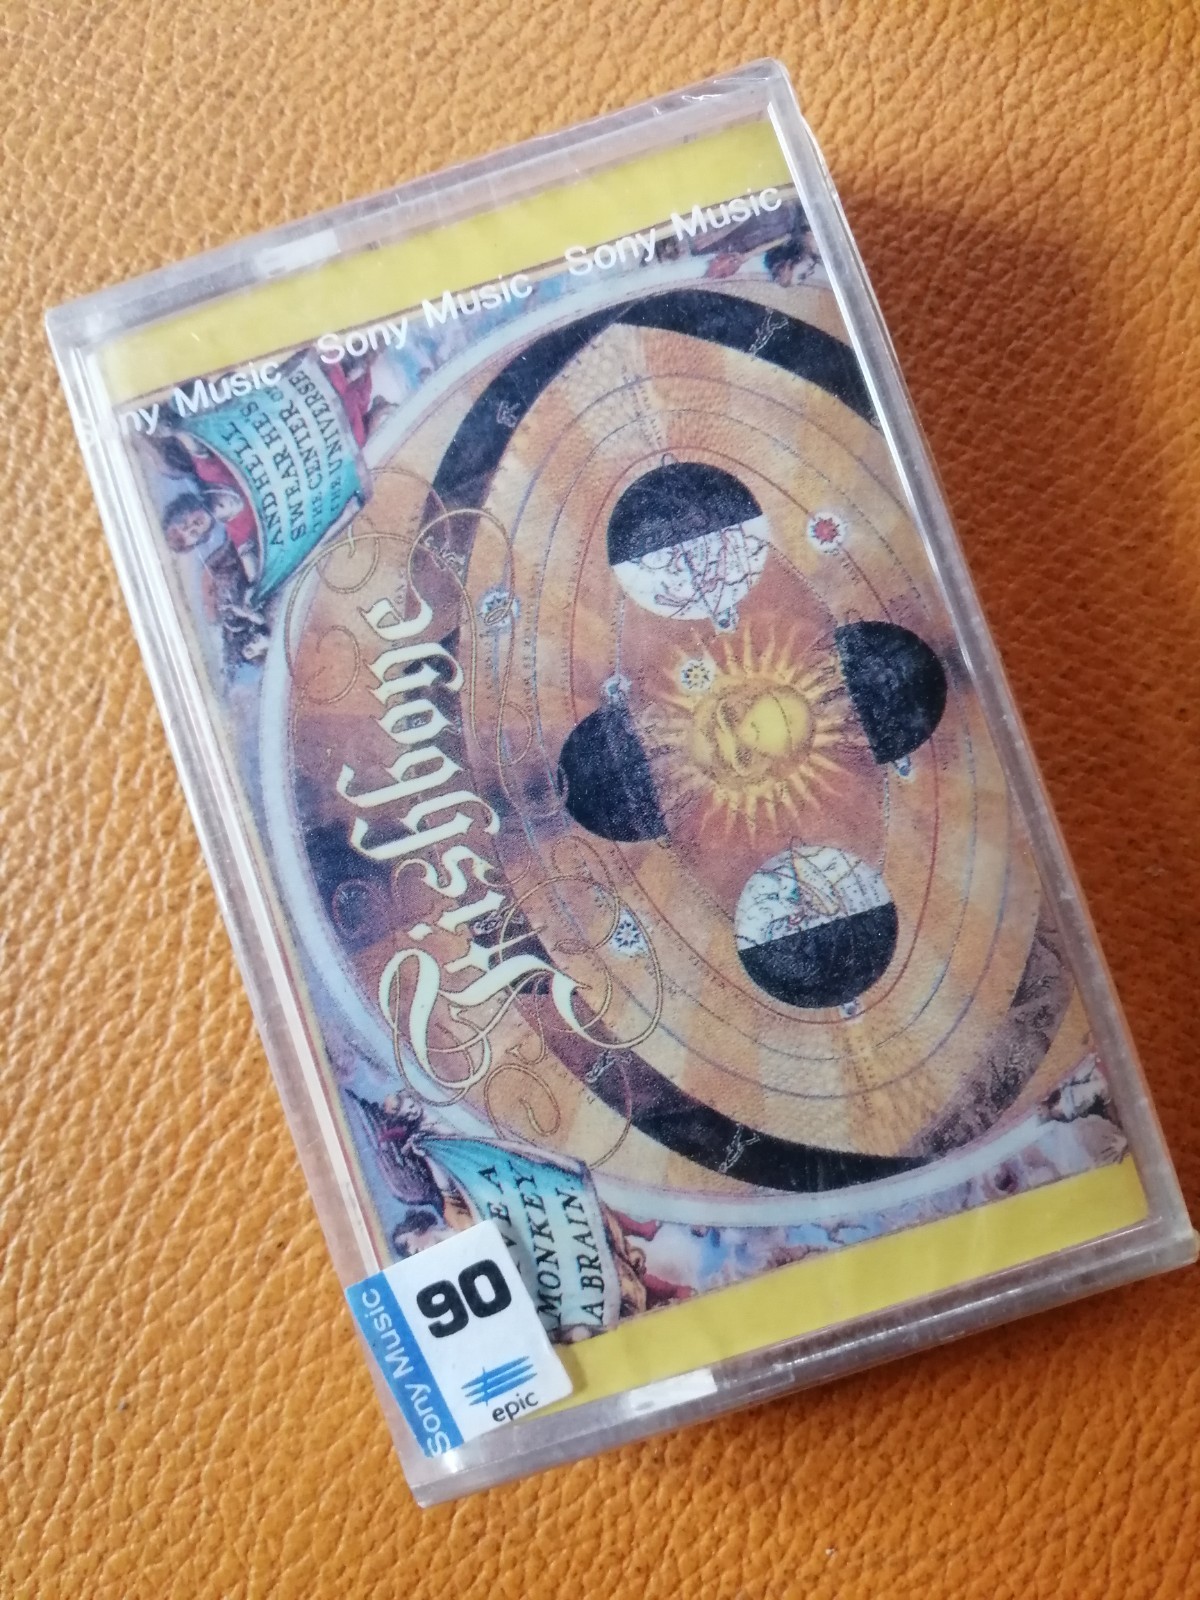 Sony Music Sony Music Sony Music
Fishbone
A
MONKEY
A BRAIN
AND HE'LL
SWEAR HE'S
THE CENTER OF
THE UNIVERSE
90
epic
Sony Music